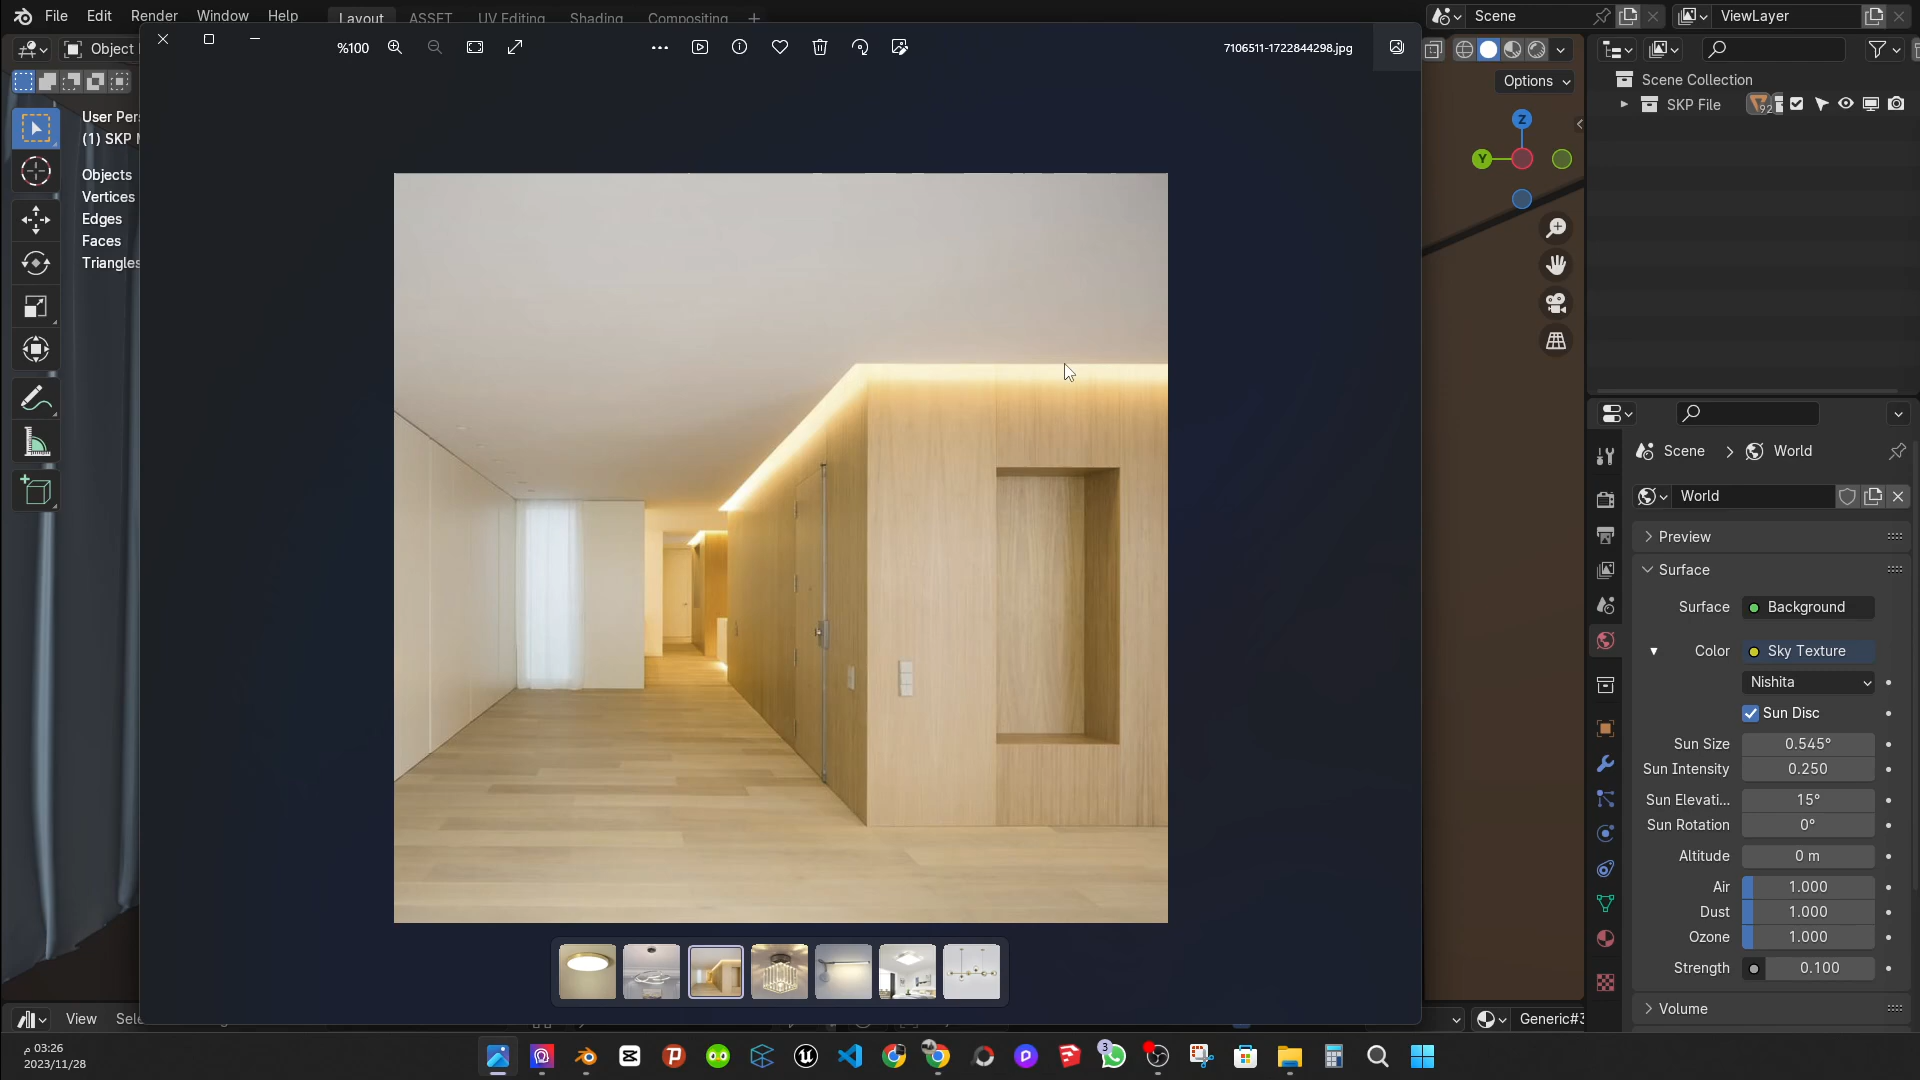 File Edit Render Window Help Layout ASSET UV Editing Shading Compositing Scene ViewLayer
Object
%100
7106511-1722844298.jpg
Options
Scene Collection
SKP File 92
User Per
(1) SKP
Objects
Vertices
Edges
Faces
Triangles
Z
Y
Scene World
World
Preview
Surface
Surface Background
Color Sky Texture
Nishita
Sun Disc
Sun Size 0.545°
Sun Intensity 0.250
Sun Elevati... 15°
Sun Rotation 0°
Altitude 0 m
Air 1.000
Dust 1.000
Ozone 1.000
Strength 0.100
Volume
View Sele
Generic#3
3
03:26 م
2023/11/28